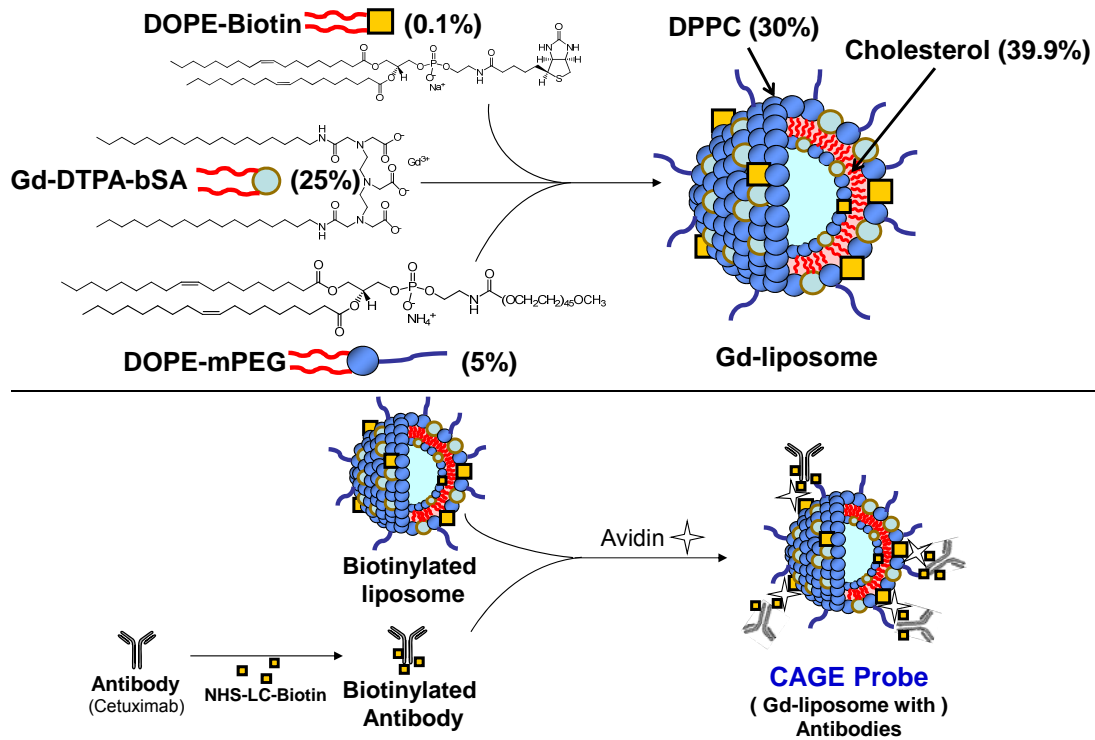 DOPE-Biotin (0.1%)
DPPC (30%)
Cholesterol (39.9%)
O
HN NH
O
O
O P O
O
O H O⁻ N H
Na⁺ S
O
O
N H
O
O
N
O⁻
Gd³⁺
Gd-DTPA-bSA (25%)
N
O⁻
O
O
N
O⁻
N H
O
O
O
O
O P O
O
N H
(OCH₂CH₂)₄₅OCH₃
O H O⁻
NH₄⁺
O
DOPE-mPEG (5%)
Gd-liposome
Avidin
Biotinylated
liposome
Antibody
(Cetuximab)
NHS-LC-Biotin
Biotinylated
Antibody
CAGE Probe
( Gd-liposome with )
Antibodies